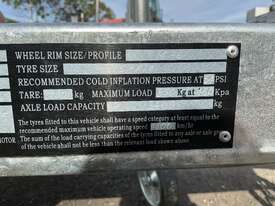 WHEEL RIM SIZE/PROFILE
TYRE SIZE
RECOMMENDED COLD INFLATION PRESSURE AT PSI
TARE: kg MAXIMUM LOAD Kg at Kpa
AXLE LOAD CAPACITY kg
The tyres fitted to this vehicle shall have a speed category at least equal to the
recommended maximum vehicle operating speed km/hr
The sum of the load capacity ratings of the tyres fitted to any axle or axle group
of the vehicle shall not be less than the relevant load shown above
MOTOR